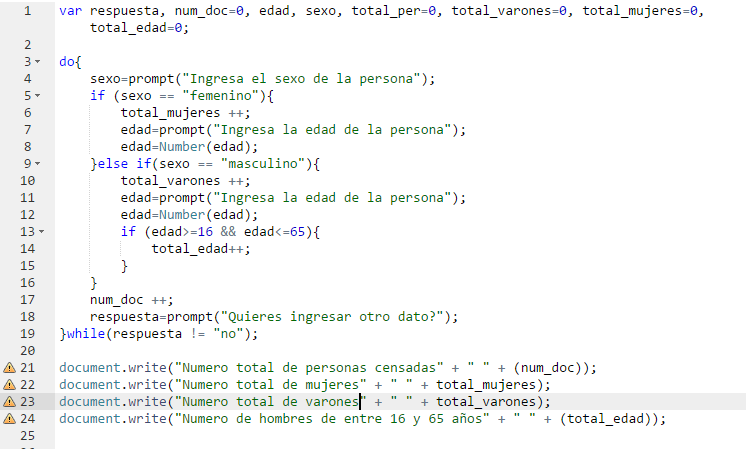 1 var respuesta, num_doc=0, edad, sexo, total_per=0, total_varones=0, total_mujeres=0,
total_edad=0;
2
3 do{
4 sexo=prompt("Ingresa el sexo de la persona");
5 if (sexo == "femenino"){
6 total_mujeres ++;
7 edad=prompt("Ingresa la edad de la persona");
8 edad=Number(edad);
9 }else if(sexo == "masculino"){
10 total_varones ++;
11 edad=prompt("Ingresa la edad de la persona");
12 edad=Number(edad);
13 if (edad>=16 && edad<=65){
14 total_edad++;
15 }
16 }
17 num_doc ++;
18 respuesta=prompt("Quieres ingresar otro dato?");
19 }while(respuesta != "no");
20
21 document.write("Numero total de personas censadas" + " " + (num_doc));
22 document.write("Numero total de mujeres" + " " + total_mujeres);
23 document.write("Numero total de varones" + " " + total_varones);
24 document.write("Numero de hombres de entre 16 y 65 años" + " " + (total_edad));
25